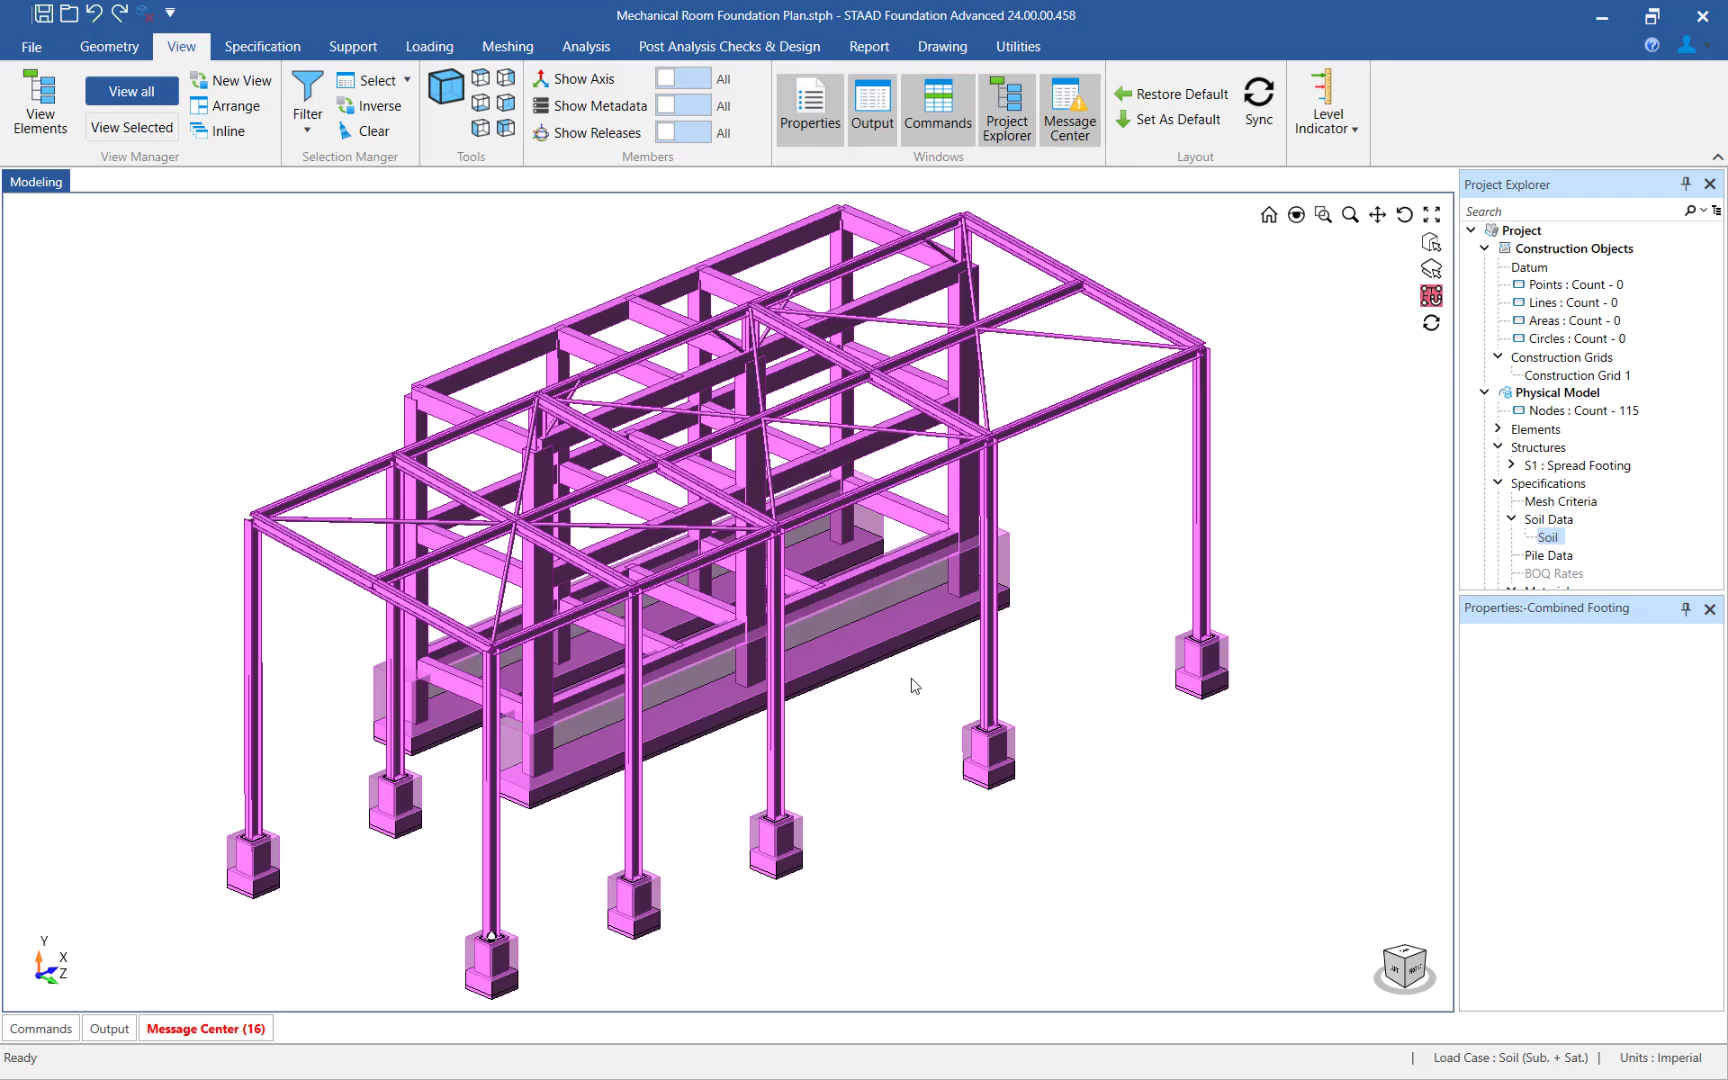 Mechanical Room Foundation Plan.stph - STAAD Foundation Advanced 24.00.00.458
File Geometry View Specification Support Loading Meshing Analysis Post Analysis Checks & Design Report Drawing Utilities
View Elements
View all
View Selected
New View
Arrange
Inline
View Manager
Filter
Select
Inverse
Clear
Selection Manger
Tools
Show Axis All
Show Metadata All
Show Releases All
Members
Properties
Output
Commands
Project Explorer
Message Center
Windows
Restore Default
Set As Default
Sync
Layout
Level Indicator
Modeling
Project Explorer
Search
Project
Construction Objects
Datum
Points : Count - 0
Lines : Count - 0
Areas : Count - 0
Circles : Count - 0
Construction Grids
Construction Grid 1
Physical Model
Nodes : Count - 115
Elements
Structures
S1 : Spread Footing
Specifications
Mesh Criteria
Soil Data
Soil
Pile Data
BOQ Rates
Properties:-Combined Footing
Y
X
Z
Commands Output Message Center (16)
Ready
| Load Case : Soil (Sub. + Sat.) | Units : Imperial